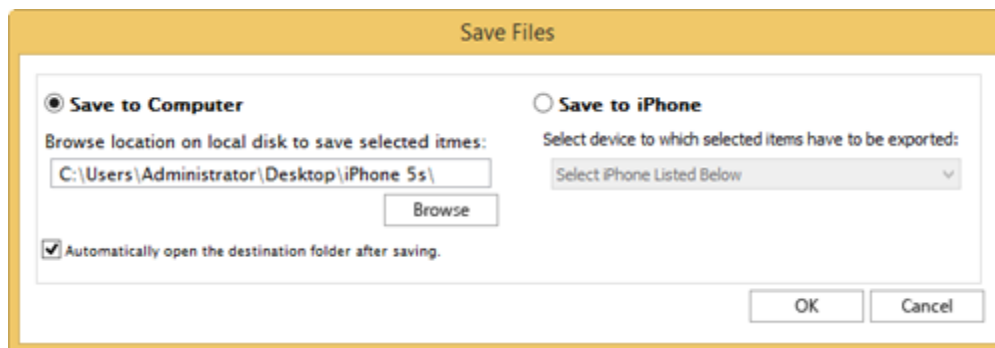 Save Files
Save to Computer
Browse location on local disk to save selected itmes:
C:\Users\Administrator\Desktop\iPhone 5s\
Browse
Automatically open the destination folder after saving.
Save to iPhone
Select device to which selected items have to be exported:
Select iPhone Listed Below
OK
Cancel